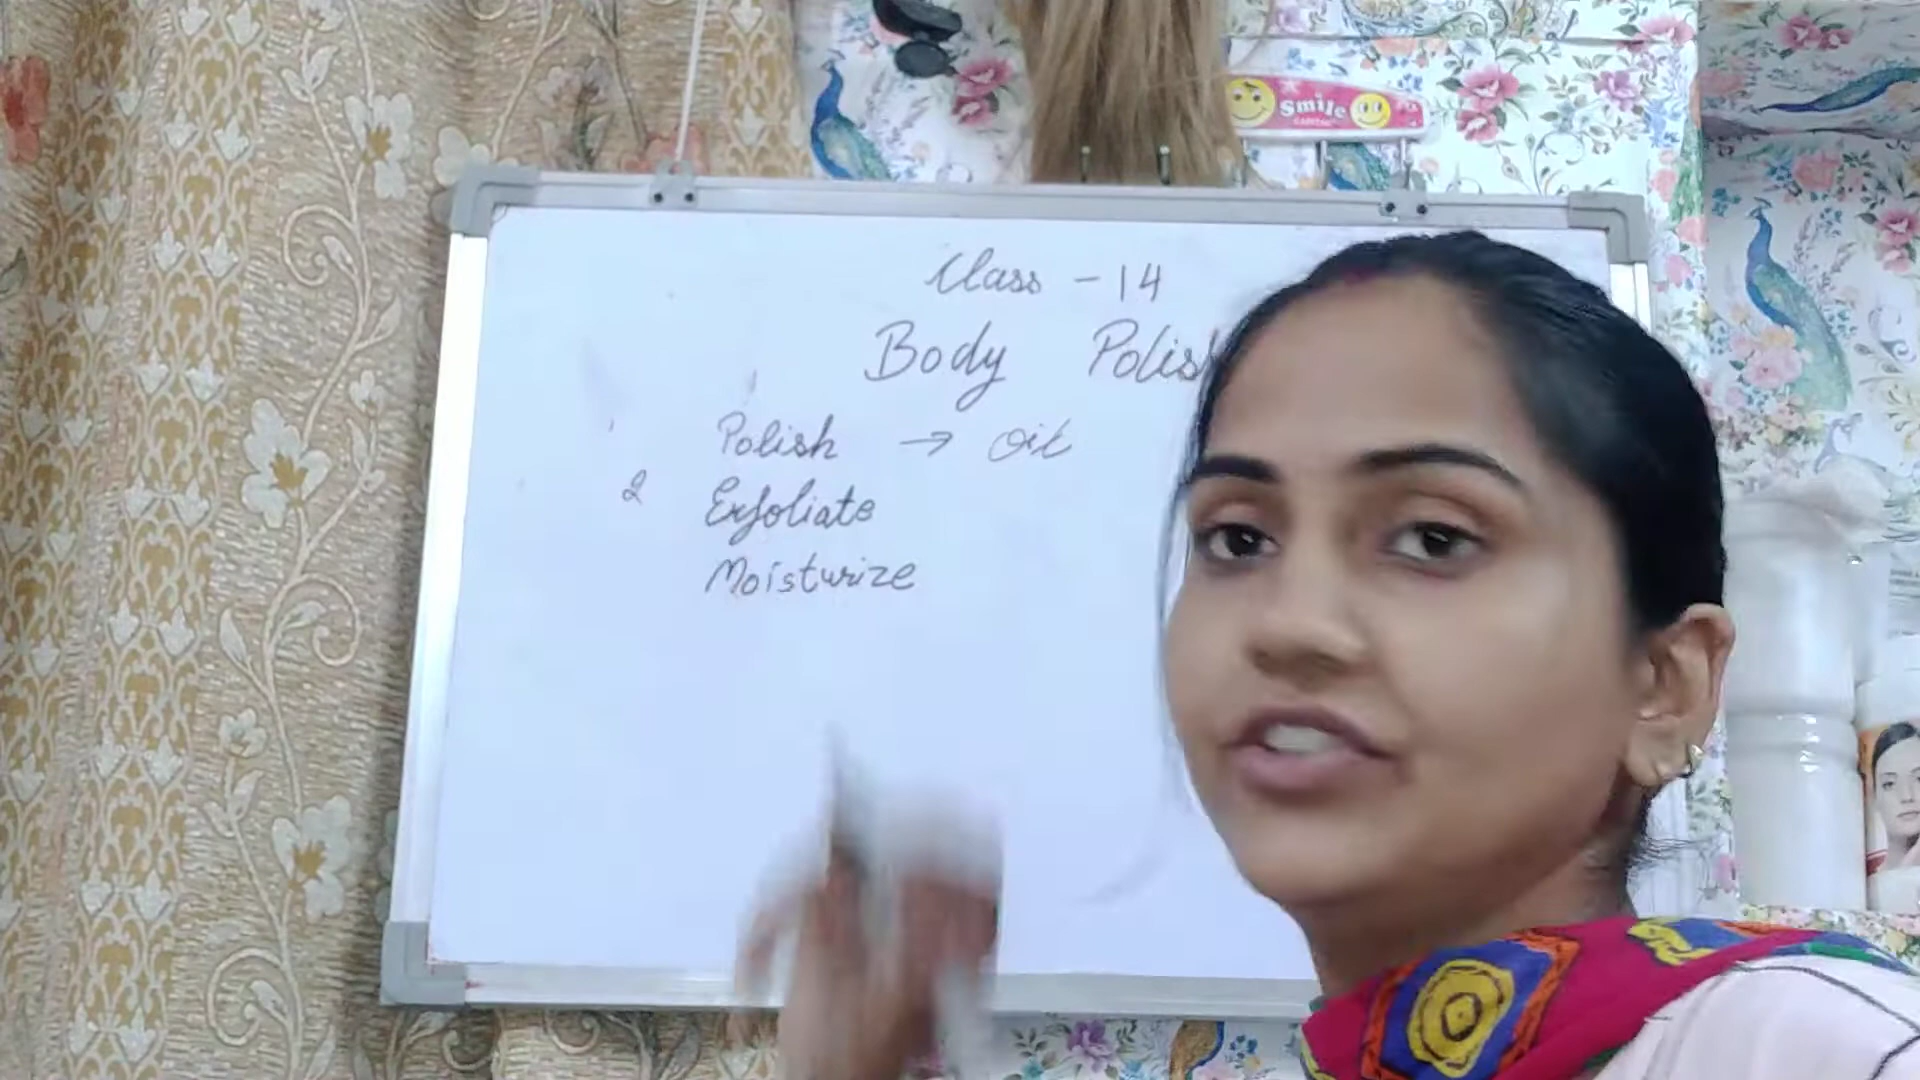 Smile
Class - 14
Body Polish
Polish → Oil
2 Exfoliate
Moisturize